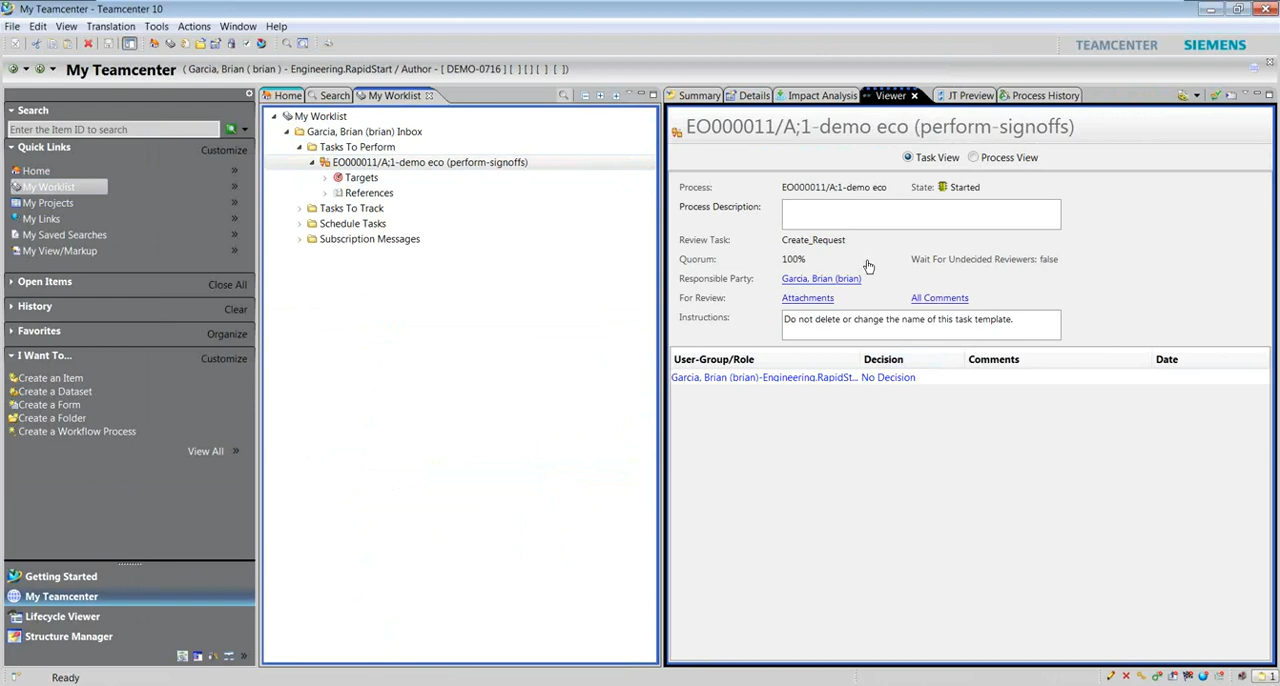 My Teamcenter - Teamcenter 10
File Edit View Translation Tools Actions Window Help
TEAMCENTER SIEMENS
My Teamcenter ( Garcia, Brian ( brian ) - Engineering.RapidStart / Author - [ DEMO-0716 ] [ ] [ ] [ ] [ ])
Search
Enter the Item ID to search
Quick Links Customize
Home
My Worklist
My Projects
My Links
My Saved Searches
My View/Markup
Open Items Close All
History Clear
Favorites Organize
I Want To... Customize
Create an Item
Create a Dataset
Create a Form
Create a Folder
Create a Workflow Process
View All
Getting Started
My Teamcenter
Lifecycle Viewer
Structure Manager
Home Search My Worklist
My Worklist
Garcia, Brian (brian) Inbox
Tasks To Perform
EO000011/A;1-demo eco (perform-signoffs)
Targets
References
Tasks To Track
Schedule Tasks
Subscription Messages
Summary Details Impact Analysis Viewer JT Preview Process History
EO000011/A;1-demo eco (perform-signoffs)
Task View Process View
Process: EO000011/A;1-demo eco State: Started
Process Description:
Review Task: Create_Request
Quorum: 100% Wait For Undecided Reviewers: false
Responsible Party: Garcia, Brian (brian)
For Review: Attachments All Comments
Instructions: Do not delete or change the name of this task template.
User-Group/Role Decision Comments Date
Garcia, Brian (brian)-Engineering.RapidSt... No Decision
Ready
1